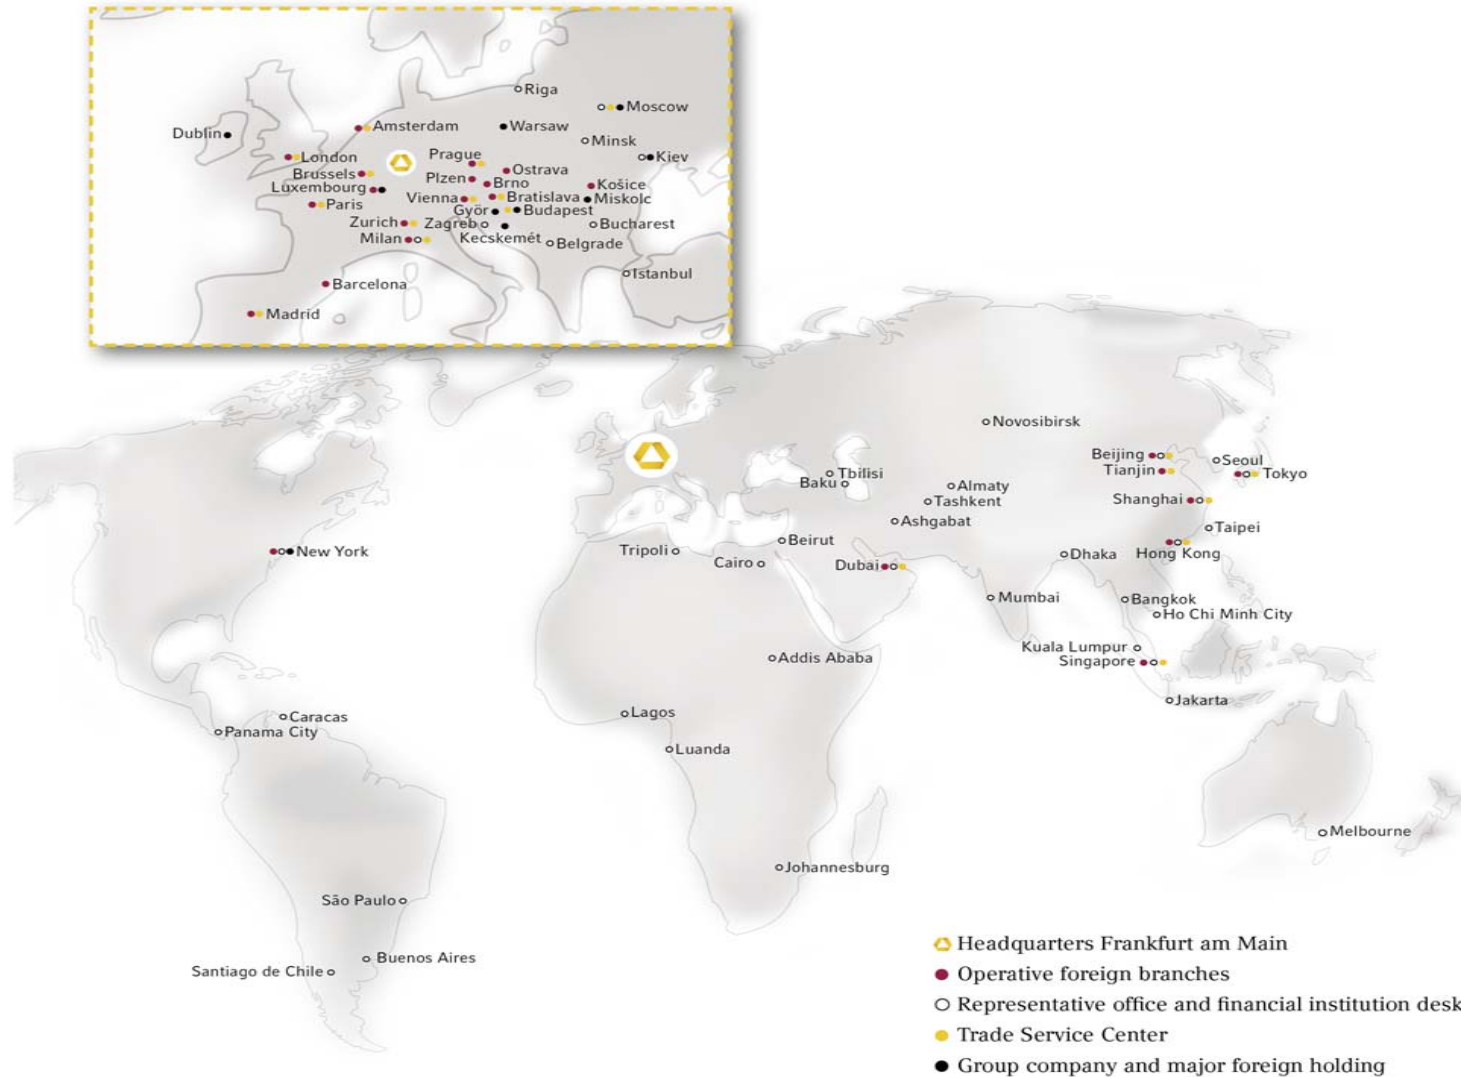 Riga
Moscow
Dublin
Amsterdam
Warsaw
Minsk
London
Prague
Kiev
Brussels
Ostrava
Luxembourg
Plzen
Brno
Košice
Paris
Vienna
Bratislava
Miskolc
Györ
Budapest
Zurich
Zagreb
Bucharest
Milan
Kecskemét
Belgrade
Istanbul
Barcelona
Madrid
Novosibirsk
Beijing
Seoul
Tianjin
Tokyo
Tbilisi
Baku
Almaty
Tashkent
Shanghai
Ashgabat
Taipei
New York
Tripoli
Beirut
Cairo
Dubai
Dhaka
Hong Kong
Mumbai
Bangkok
Ho Chi Minh City
Kuala Lumpur
Singapore
Addis Ababa
Jakarta
Caracas
Panama City
Lagos
Luanda
Melbourne
Johannesburg
São Paulo
Buenos Aires
Santiago de Chile
Headquarters Frankfurt am Main
Operative foreign branches
Representative office and financial institution desk
Trade Service Center
Group company and major foreign holding